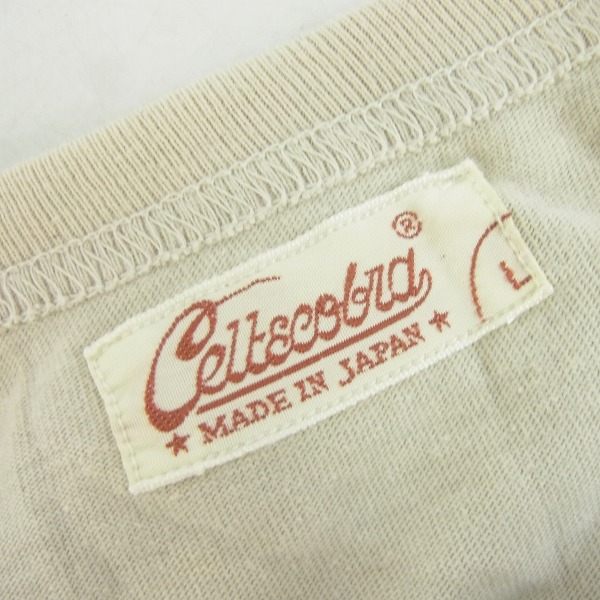 Celtscobra ®
★ MADE IN JAPAN ★
L